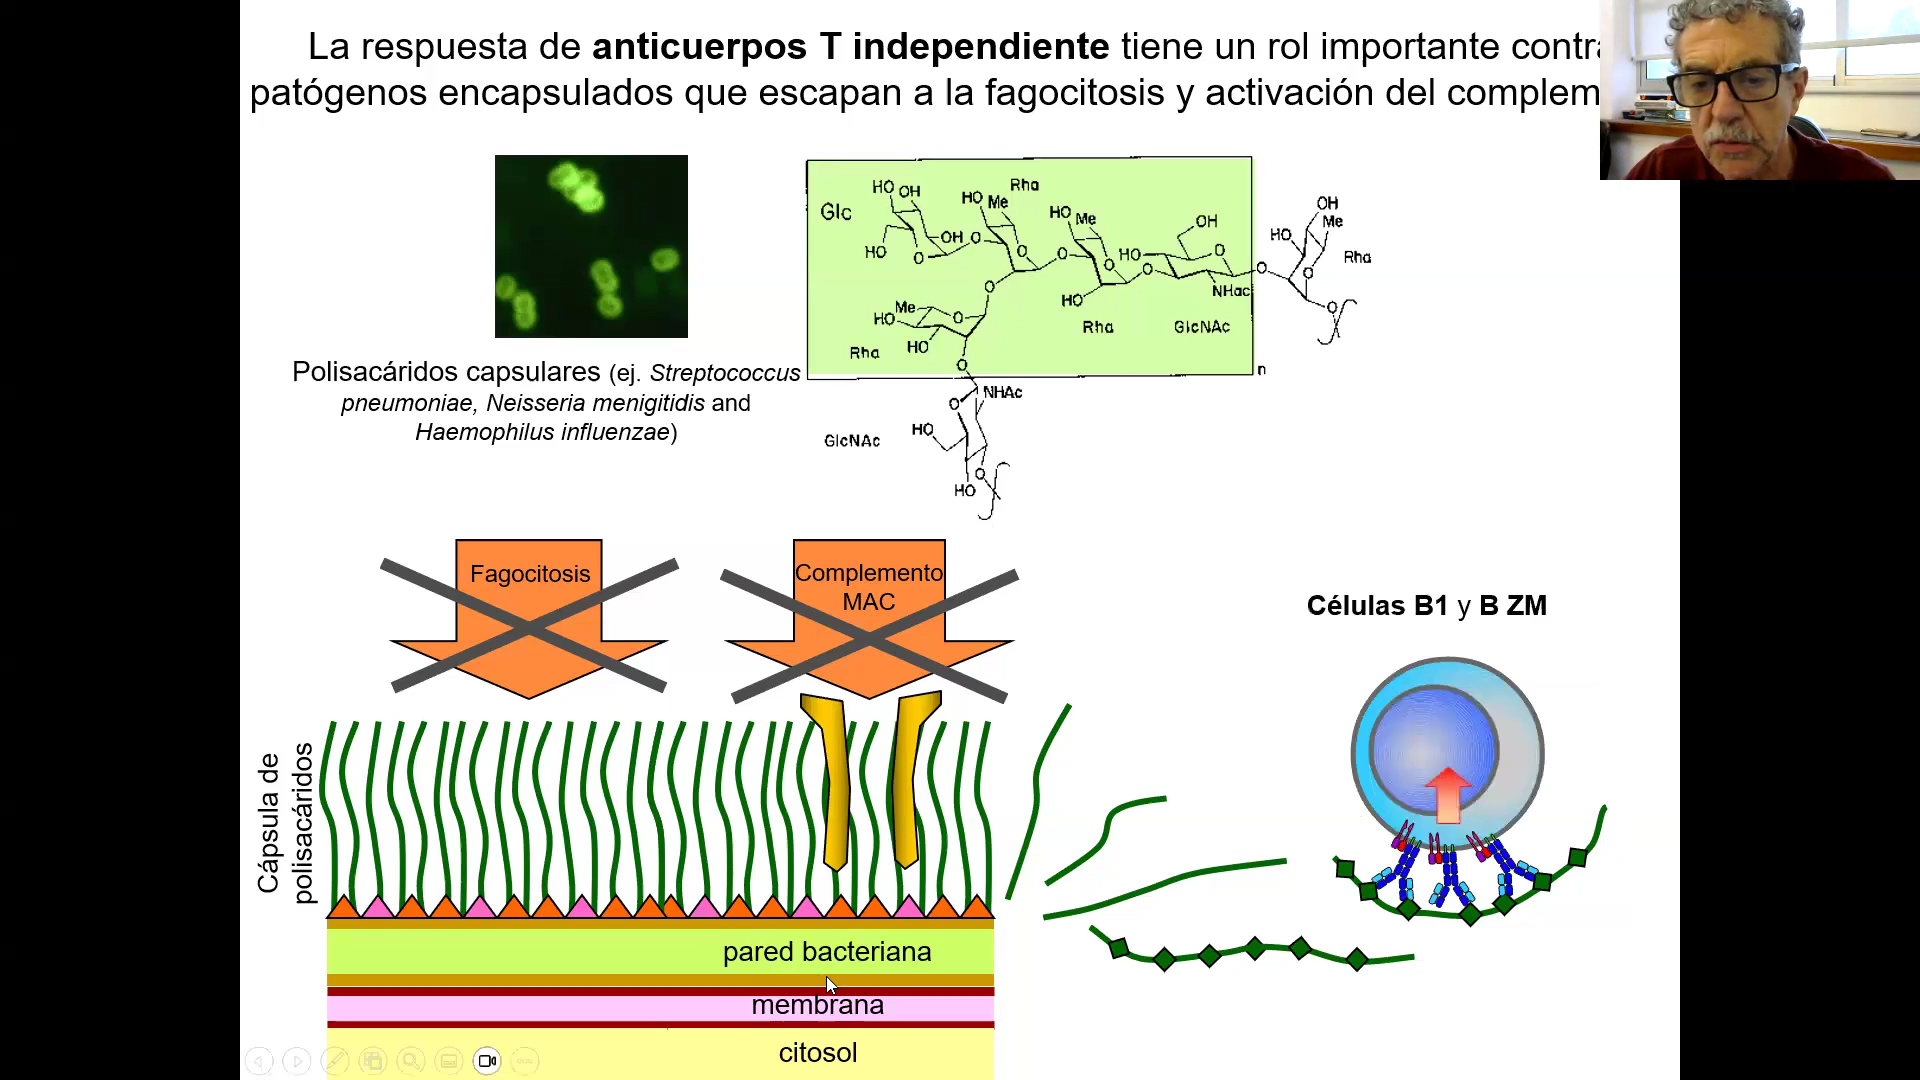 La respuesta de anticuerpos T independiente tiene un rol importante contra
patógenos encapsulados que escapan a la fagocitosis y activación del complem
Glc
HO
OH
HO
O
OH
O
HO
Me
Rha
O
O
HO
Me
O
HO
Rha
HO
O
OH
O
NHac
GlcNAc
O
HO
OH
Me
O
Rha
O
n
O
Me
HO
O
HO
Rha
O
NHAc
O
GlcNAc
HO
O
HO
Polisacáridos capsulares (ej. Streptococcus
pneumoniae, Neisseria menigitidis and
Haemophilus influenzae)
Fagocitosis
Complemento
MAC
Células B1 y B ZM
Cápsula de
polisacáridos
pared bacteriana
membrana
citosol